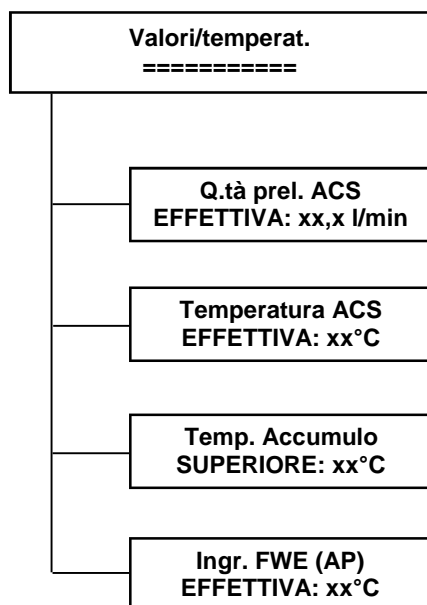 Valori/temperat.
===========
Q.tà prel. ACS
EFFETTIVA: xx,x l/min
Temperatura ACS
EFFETTIVA: xx°C
Temp. Accumulo
SUPERIORE: xx°C
Ingr. FWE (AP)
EFFETTIVA: xx°C